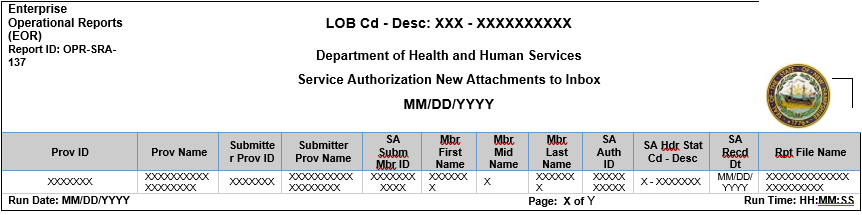 Enterprise
Operational Reports
(EOR)
Report ID: OPR-SRA-
137
LOB Cd - Desc: XXX - XXXXXXXXXX
Department of Health and Human Services
Service Authorization New Attachments to Inbox
MM/DD/YYYY
Prov ID
Prov Name
Submitte
r Prov ID
Submitter
Prov Name
SA
Subm
Mbr ID
Mbr
First
Name
Mbr
Mid
Name
Mbr
Last
Name
SA
Auth
ID
SA Hdr Stat
Cd - Desc
SA
Recd
Dt
Rpt File Name
XXXXXXX
XXXXXXXXXX
XXXXXXXX
XXXXXXX
XXXXXXXXXX
XXXXXXXX
XXXXXXX
XXXX
XXXXXX
X
X
XXXXXX
X
XXXXX
XXXXX
X - XXXXXXX
MM/DD/
YYYY
XXXXXXXXXXXXX
XXXXXXXXX
Run Date: MM/DD/YYYY
Page: X of Y
Run Time: HH:MM:SS